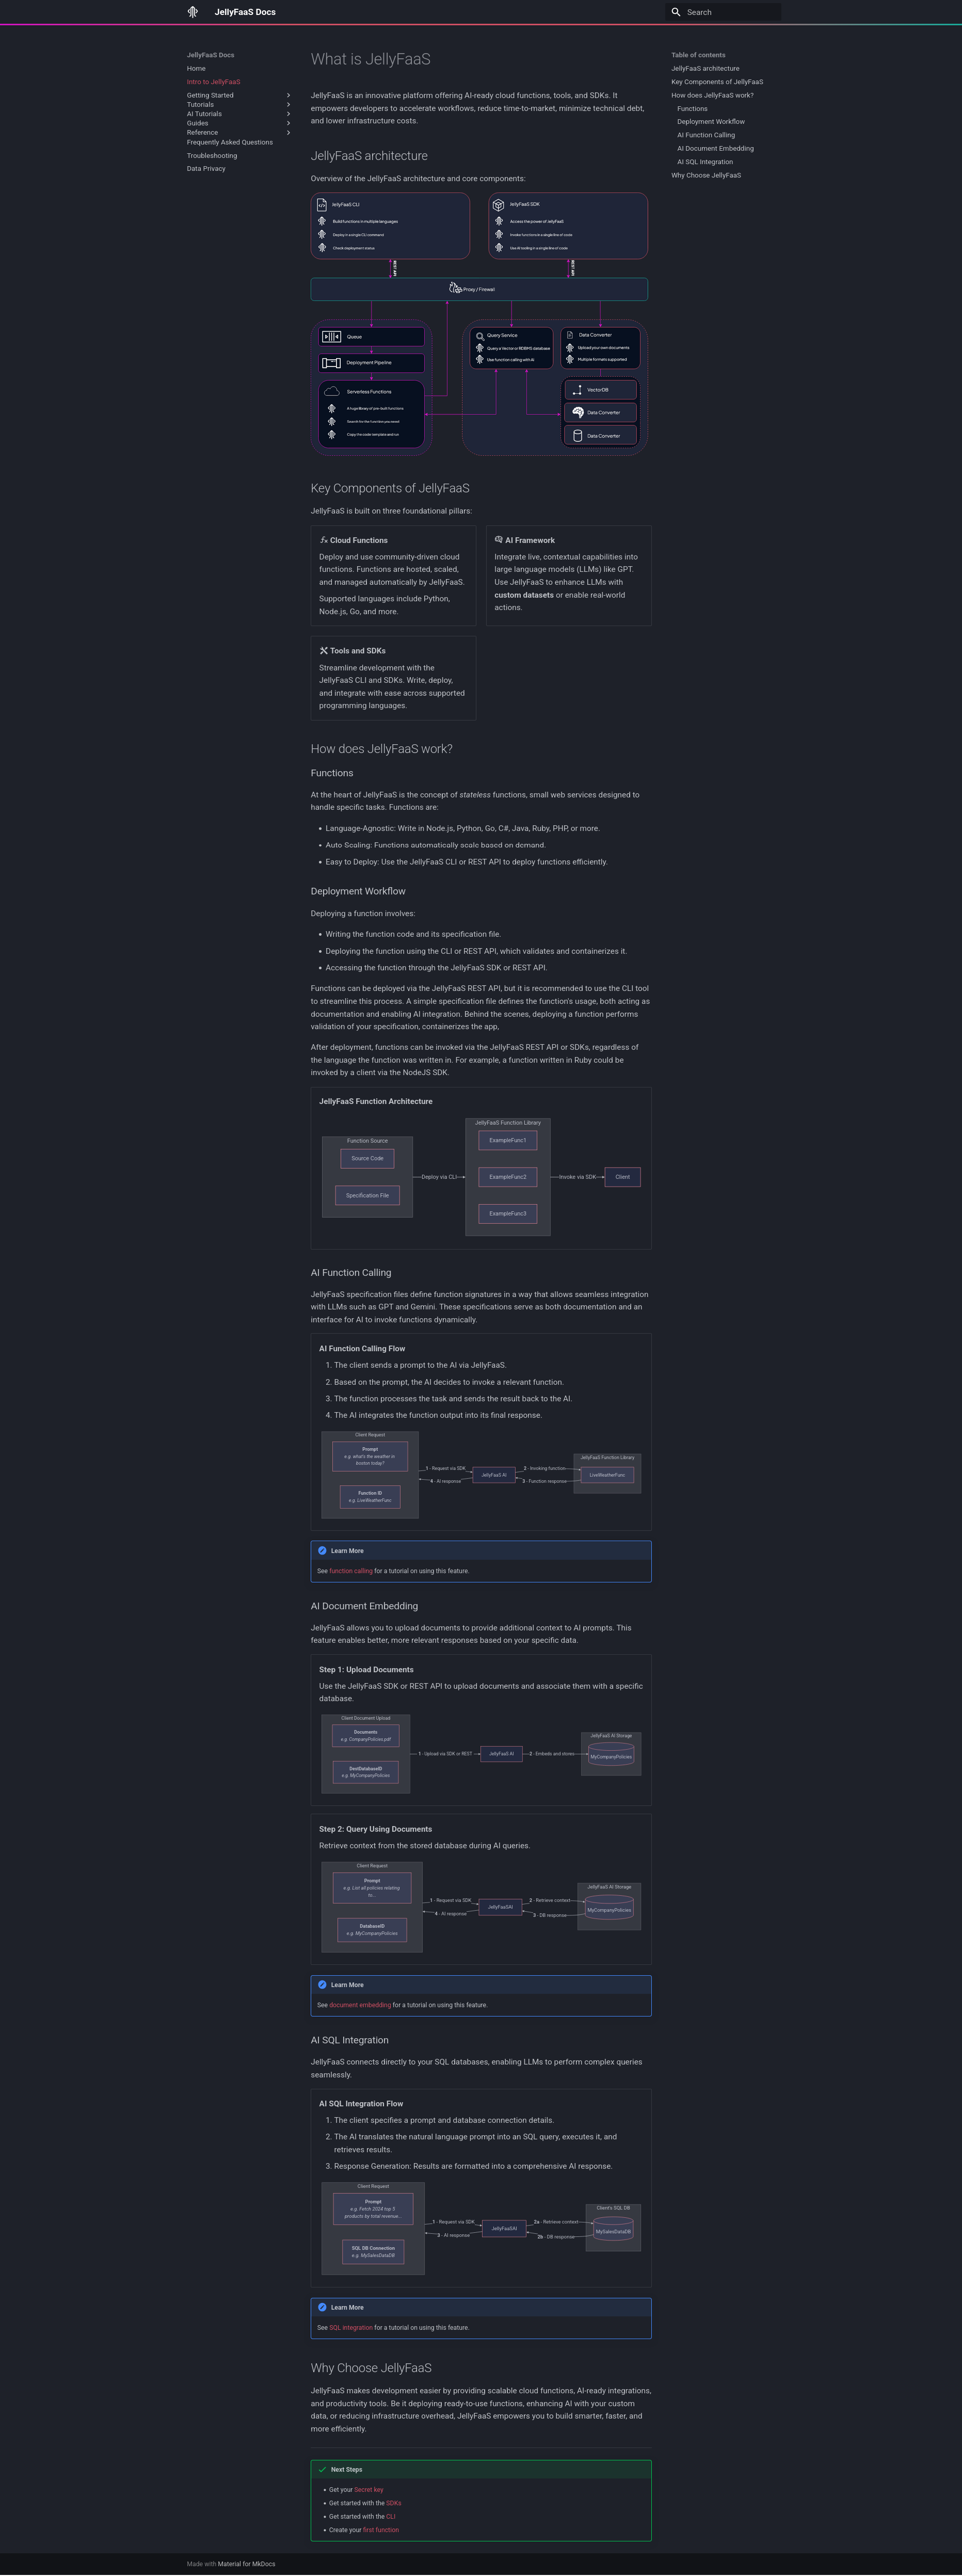 JellyFaaS Docs
Search
JellyFaaS Docs
Home
Intro to JellyFaaS
Getting Started
Tutorials
AI Tutorials
Guides
Reference
Frequently Asked Questions
Troubleshooting
Data Privacy
Table of contents
JellyFaaS architecture
Key Components of JellyFaaS
How does JellyFaaS work?
Functions
Deployment Workflow
AI Function Calling
AI Document Embedding
AI SQL Integration
Why Choose JellyFaaS
What is JellyFaaS
JellyFaaS is an innovative platform offering AI-ready cloud functions, tools, and SDKs. It
empowers developers to accelerate workflows, reduce time-to-market, minimize technical debt,
and lower infrastructure costs.
JellyFaaS architecture
Overview of the JellyFaaS architecture and core components:
JellyFaaS CLI
Build functions in multiple languages
Deploy in a single CLI command
Check deployment status
JellyFaaS SDK
Access the power of JellyFaaS
Invoke functions in a single line of code
Use AI tooling in a single line of code
REST API
REST API
Proxy / Firewall
Queue
Deployment Pipeline
Serverless Functions
A huge library of pre-built functions
Search for the function you need
Copy the code template and run
Query Service
Query a Vector or RDBMS database
Use function calling with AI
Data Converter
Upload your own documents
Multiple formats supported
VectorDB
Data Converter
Data Converter
Key Components of JellyFaaS
JellyFaaS is built on three foundational pillars:
Cloud Functions
Deploy and use community-driven cloud
functions. Functions are hosted, scaled,
and managed automatically by JellyFaaS.
Supported languages include Python,
Node.js, Go, and more.
AI Framework
Integrate live, contextual capabilities into
large language models (LLMs) like GPT.
Use JellyFaaS to enhance LLMs with
custom datasets or enable real-world
actions.
Tools and SDKs
Streamline development with the
JellyFaaS CLI and SDKs. Write, deploy,
and integrate with ease across supported
programming languages.
How does JellyFaaS work?
Functions
At the heart of JellyFaaS is the concept of stateless functions, small web services designed to
handle specific tasks. Functions are:
• Language-Agnostic: Write in Node.js, Python, Go, C#, Java, Ruby, PHP, or more.
• Auto Scaling: Functions automatically scale based on demand.
• Easy to Deploy: Use the JellyFaaS CLI or REST API to deploy functions efficiently.
Deployment Workflow
Deploying a function involves:
• Writing the function code and its specification file.
• Deploying the function using the CLI or REST API, which validates and containerizes it.
• Accessing the function through the JellyFaaS SDK or REST API.
Functions can be deployed via the JellyFaaS REST API, but it is recommended to use the CLI tool
to streamline this process. A simple specification file defines the function's usage, both acting as
documentation and enabling AI integration. Behind the scenes, deploying a function performs
validation of your specification, containerizes the app,
After deployment, functions can be invoked via the JellyFaaS REST API or SDKs, regardless of
the language the function was written in. For example, a function written in Ruby could be
invoked by a client via the NodeJS SDK.
JellyFaaS Function Architecture
Function Source
Source Code
Specification File
Deploy via CLI
JellyFaaS Function Library
ExampleFunc1
ExampleFunc2
ExampleFunc3
Invoke via SDK
Client
AI Function Calling
JellyFaaS specification files define function signatures in a way that allows seamless integration
with LLMs such as GPT and Gemini. These specifications serve as both documentation and an
interface for AI to invoke functions dynamically.
AI Function Calling Flow
1. The client sends a prompt to the AI via JellyFaaS.
2. Based on the prompt, the AI decides to invoke a relevant function.
3. The function processes the task and sends the result back to the AI.
4. The AI integrates the function output into its final response.
Client Request
Prompt
e.g. what's the weather in
boston today?
Function ID
e.g. LiveWeatherFunc
1 - Request via SDK
4 - AI response
JellyFaaS AI
2 - Invoking function
3 - Function response
JellyFaaS Function Library
LiveWeatherFunc
Learn More
See function calling for a tutorial on using this feature.
AI Document Embedding
JellyFaaS allows you to upload documents to provide additional context to AI prompts. This
feature enables better, more relevant responses based on your specific data.
Step 1: Upload Documents
Use the JellyFaaS SDK or REST API to upload documents and associate them with a specific
database.
Client Document Upload
Documents
e.g. CompanyPolicies.pdf
DestDatabaseID
e.g. MyCompanyPolicies
1 - Upload via SDK or REST
JellyFaaS AI
2 - Embeds and stores
JellyFaaS AI Storage
MyCompanyPolicies
Step 2: Query Using Documents
Retrieve context from the stored database during AI queries.
Client Request
Prompt
e.g. List all policies relating
to...
DatabaseID
e.g. MyCompanyPolicies
1 - Request via SDK
4 - AI response
JellyFaaSAI
2 - Retrieve context
3 - DB response
JellyFaaS AI Storage
MyCompanyPolicies
Learn More
See document embedding for a tutorial on using this feature.
AI SQL Integration
JellyFaaS connects directly to your SQL databases, enabling LLMs to perform complex queries
seamlessly.
AI SQL Integration Flow
1. The client specifies a prompt and database connection details.
2. The AI translates the natural language prompt into an SQL query, executes it, and
retrieves results.
3. Response Generation: Results are formatted into a comprehensive AI response.
Client Request
Prompt
e.g. Fetch 2024 top 5
products by total revenue...
SQL DB Connection
e.g. MySalesDataDB
1 - Request via SDK
3 - AI response
JellyFaaSAI
2a - Retrieve context
2b - DB response
Client's SQL DB
MySalesDataDB
Learn More
See SQL integration for a tutorial on using this feature.
Why Choose JellyFaaS
JellyFaaS makes development easier by providing scalable cloud functions, AI-ready integrations,
and productivity tools. Be it deploying ready-to-use functions, enhancing AI with your custom
data, or reducing infrastructure overhead, JellyFaaS empowers you to build smarter, faster, and
more efficiently.
Next Steps
• Get your Secret key
• Get started with the SDKs
• Get started with the CLI
• Create your first function
Made with Material for MkDocs